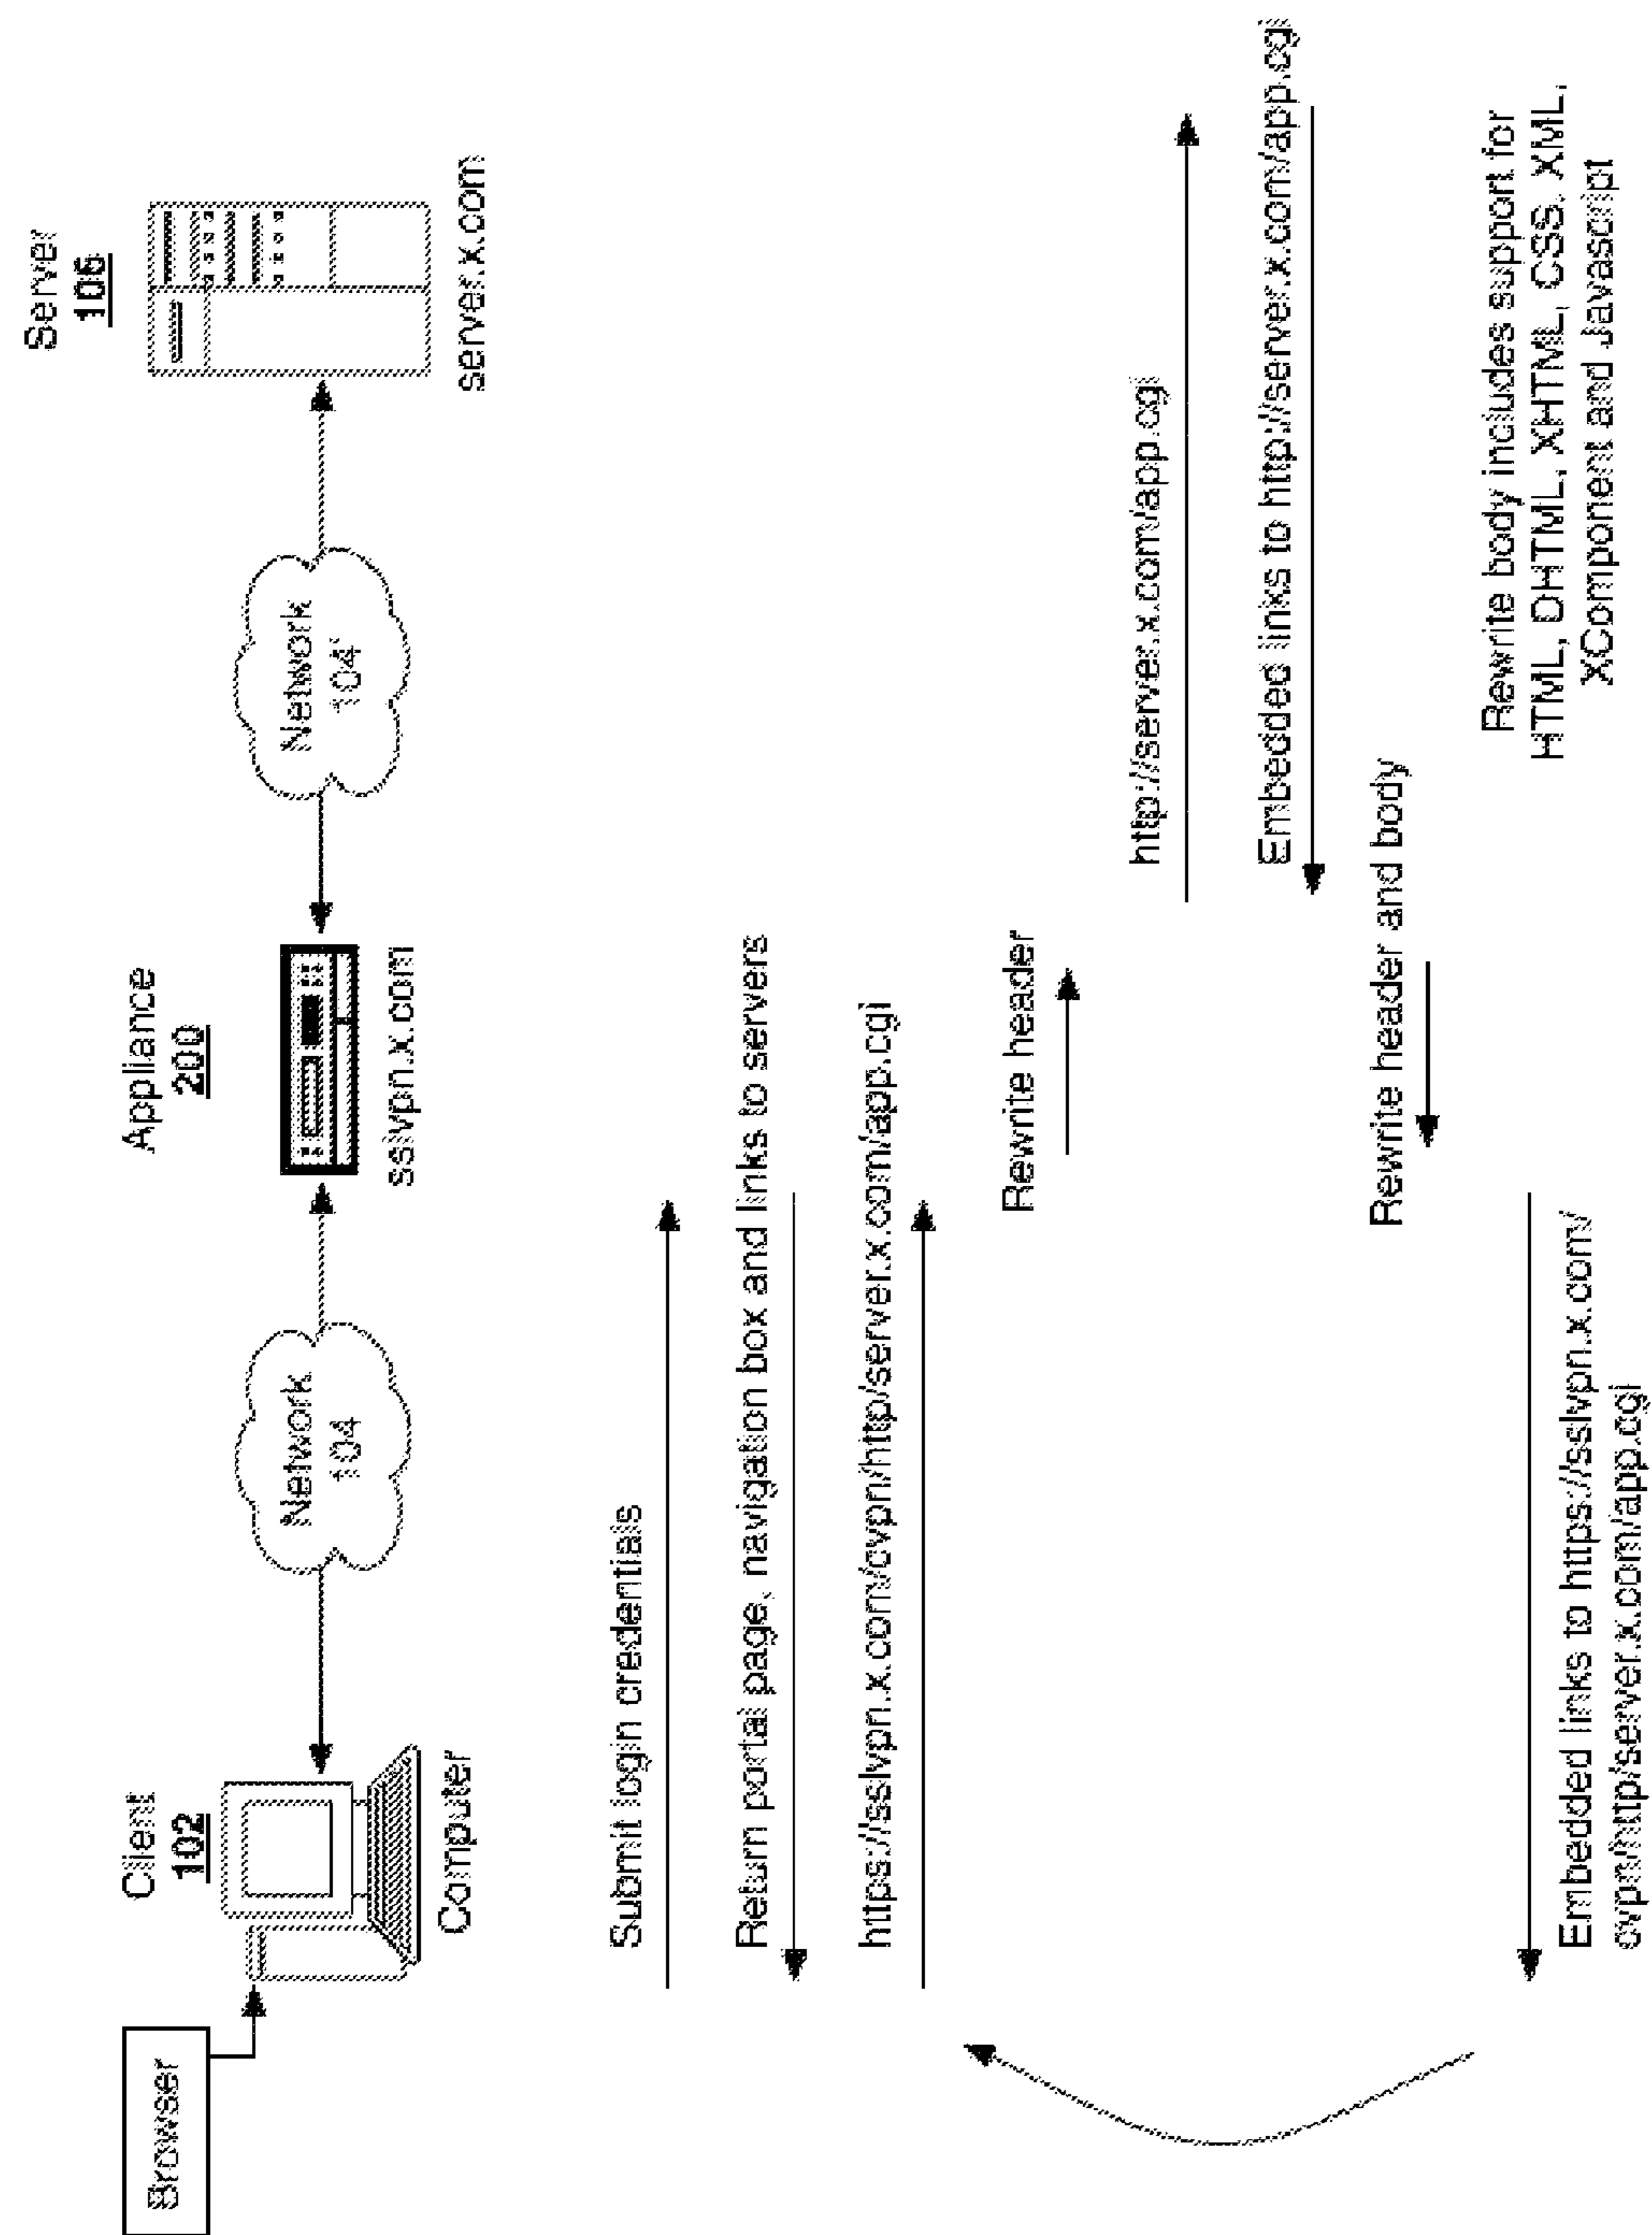 Browser
Client
102
Computer
Network
104
Appliance
200
sslvpn.x.com
Network
104'
Server
106
server.x.com
Submit login credentials
Return portal page, navigation box and links to servers
https://sslvpn.x.com/cvpn/http/server.x.com/app.cgi
Rewrite header
http://server.x.com/app.cgi
Embedded links to http://server.x.com/app.cgi
Rewrite header and body
Embedded links to https://sslvpn.x.com/
cvpn/http/server.x.com/app.cgi
Rewrite body includes support for
HTML, DHTML, XHTML, CSS, XML,
XComponent and Javascript